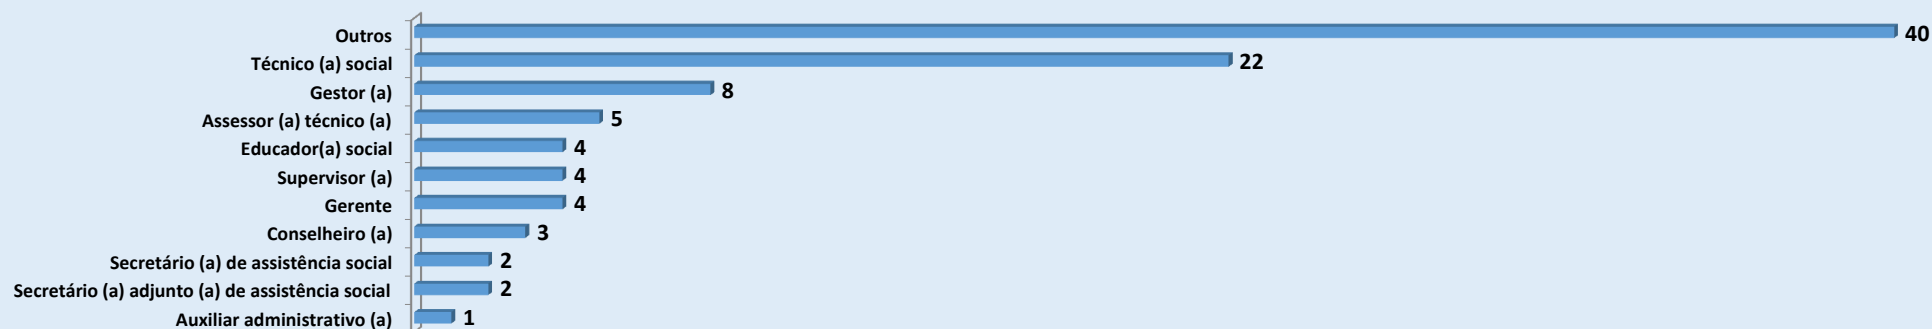 Outros 40
Técnico (a) social 22
Gestor (a) 8
Assessor (a) técnico (a) 5
Educador(a) social 4
Supervisor (a) 4
Gerente 4
Conselheiro (a) 3
Secretário (a) de assistência social 2
Secretário (a) adjunto (a) de assistência social 2
Auxiliar administrativo (a) 1